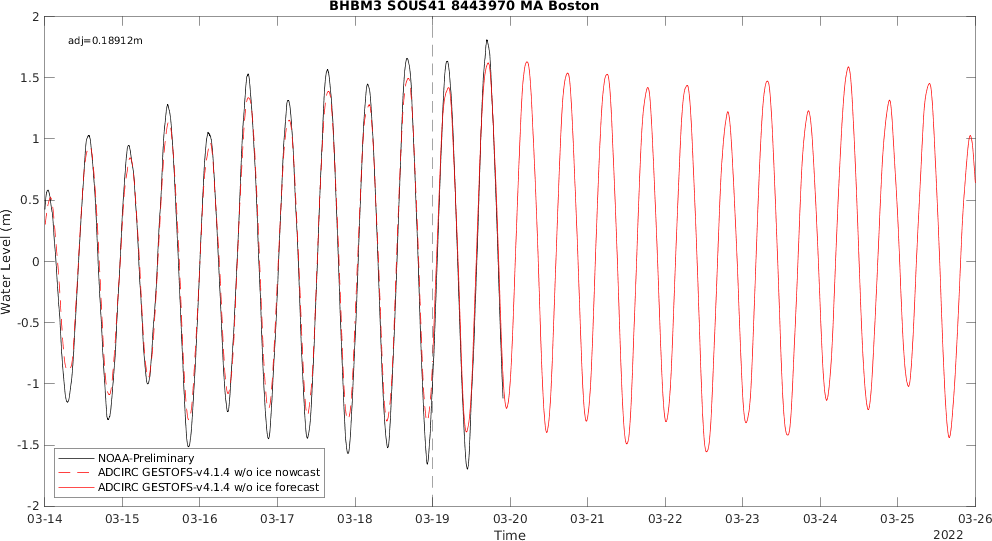 BHBM3 SOUS41 8443970 MA Boston
adj=0.18912m
2
1.5
1
0.5
0
-0.5
-1
-1.5
-2
Water Level (m)
NOAA-Preliminary
ADCIRC GESTOFS-v4.1.4 w/o ice nowcast
ADCIRC GESTOFS-v4.1.4 w/o ice forecast
03-14 03-15 03-16 03-17 03-18 03-19 03-20 03-21 03-22 03-23 03-24 03-25 03-26
Time
2022